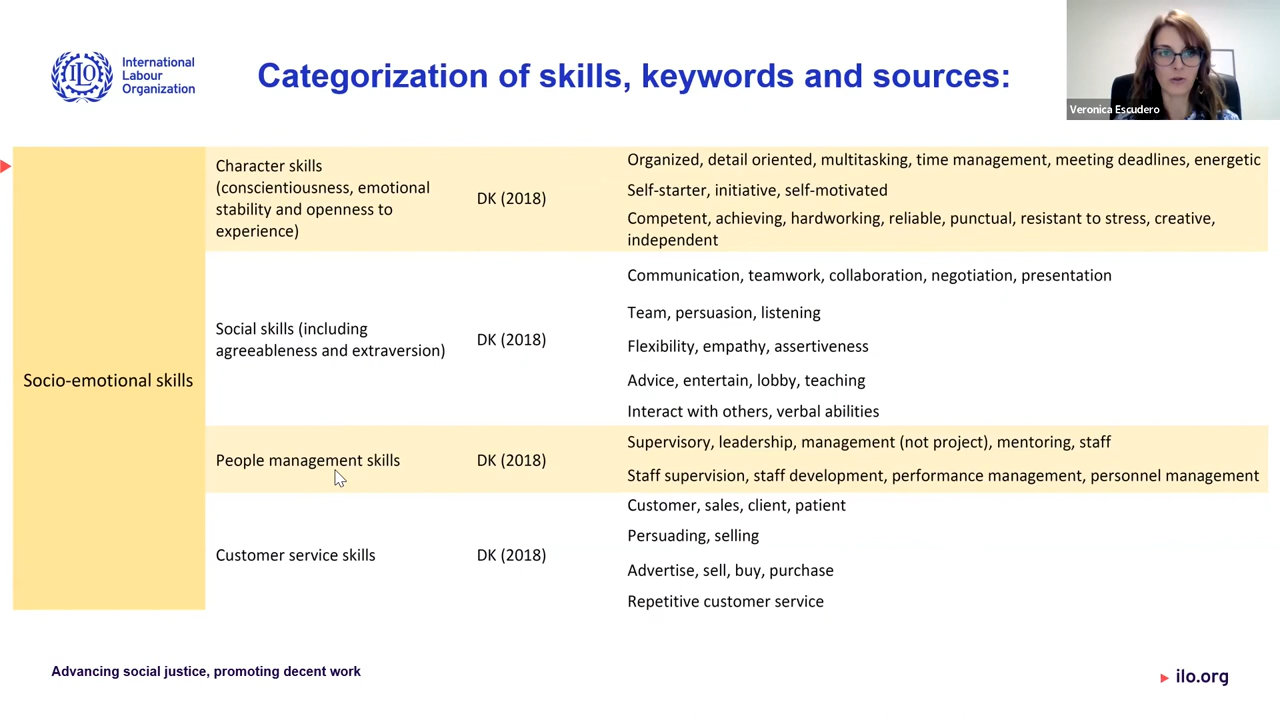 International
Labour
Organization
Categorization of skills, keywords and sources:
Veronica Escudero
Socio-emotional skills
Character skills
(conscientiousness, emotional
stability and openness to
experience)
DK (2018)
Organized, detail oriented, multitasking, time management, meeting deadlines, energetic
Self-starter, initiative, self-motivated
Competent, achieving, hardworking, reliable, punctual, resistant to stress, creative,
independent
Social skills (including
agreeableness and extraversion)
DK (2018)
Communication, teamwork, collaboration, negotiation, presentation
Team, persuasion, listening
Flexibility, empathy, assertiveness
Advice, entertain, lobby, teaching
Interact with others, verbal abilities
People management skills
DK (2018)
Supervisory, leadership, management (not project), mentoring, staff
Staff supervision, staff development, performance management, personnel management
Customer service skills
DK (2018)
Customer, sales, client, patient
Persuading, selling
Advertise, sell, buy, purchase
Repetitive customer service
Advancing social justice, promoting decent work
ilo.org